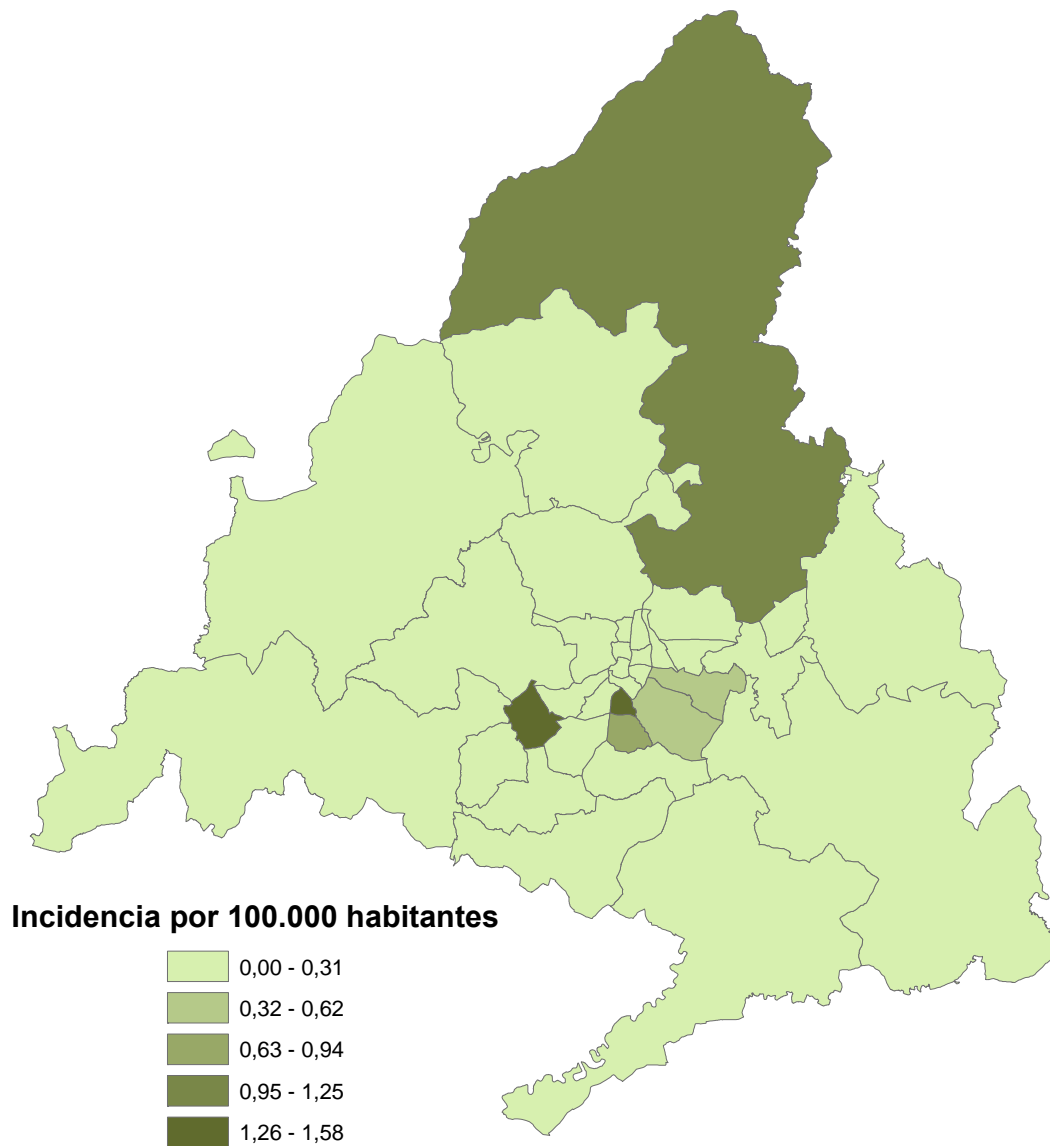 Incidencia por 100.000 habitantes
0,00 - 0,31
0,32 - 0,62
0,63 - 0,94
0,95 - 1,25
1,26 - 1,58